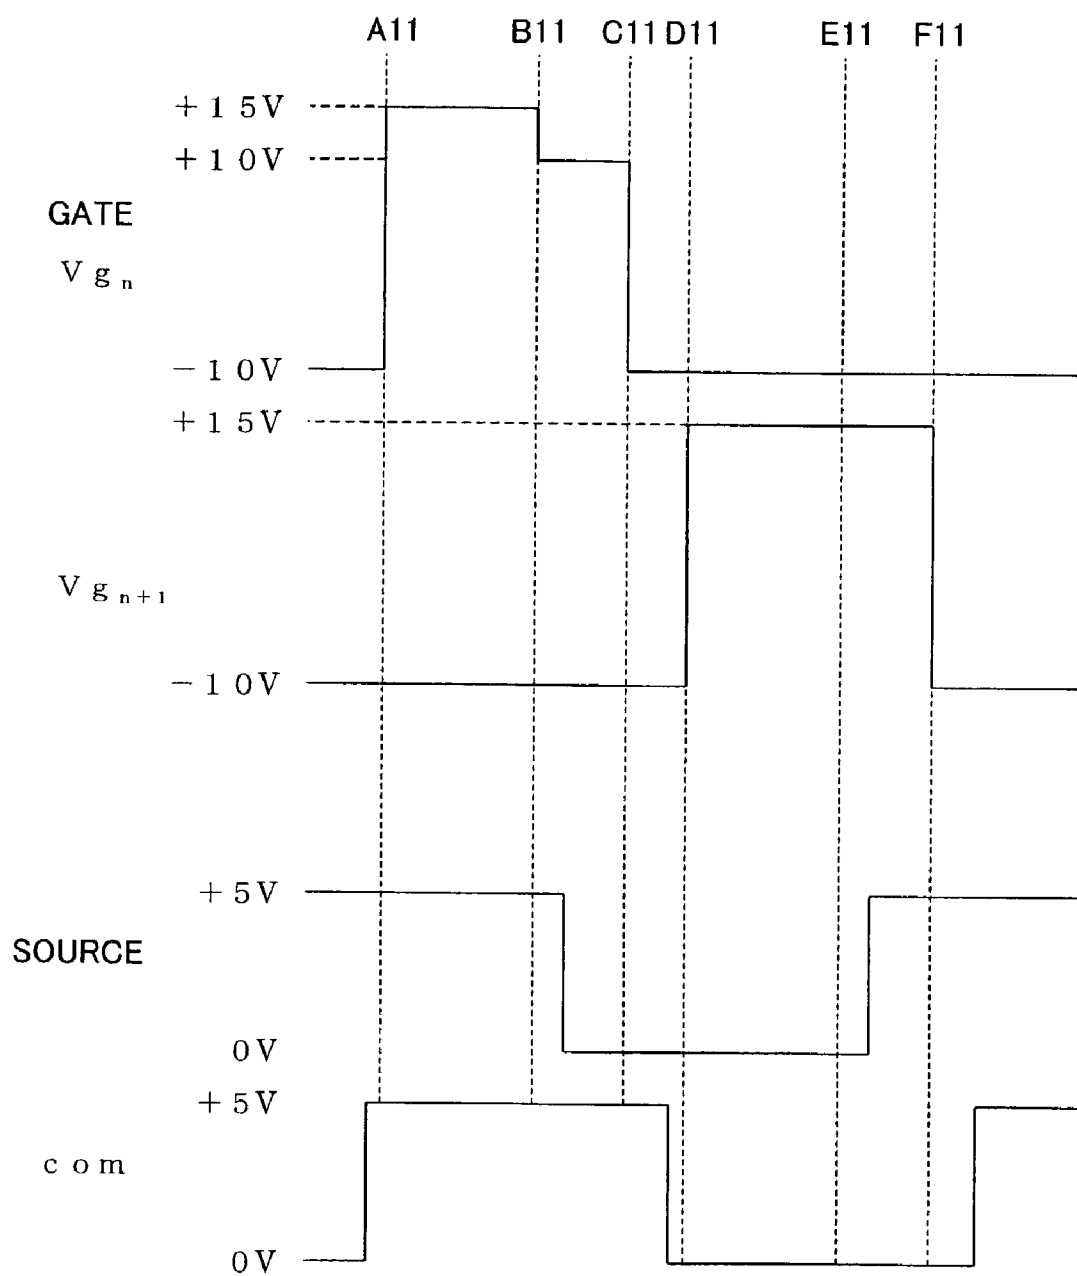 A11 B11 C11 D11 E11 F11
+15V
+10V
GATE
Vgn
−10V
+15V
Vgn+1
−10V
+5V
SOURCE
0V
+5V
com
0V